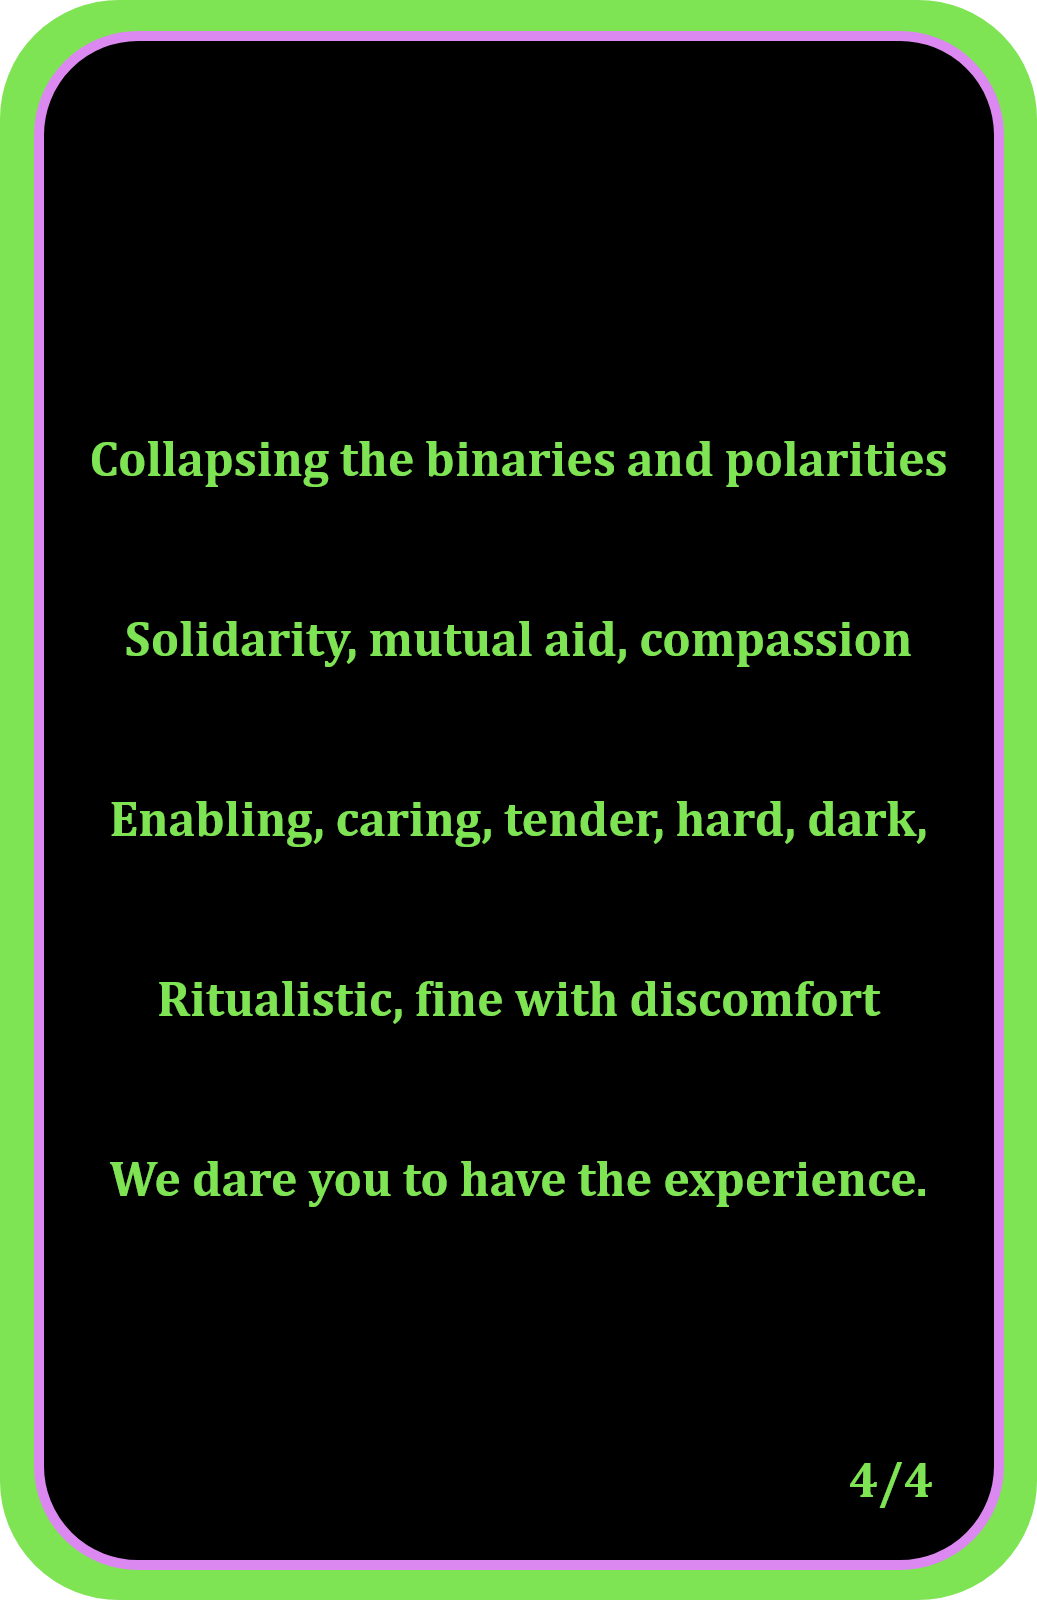 Collapsing the binaries and polarities
Solidarity, mutual aid, compassion
Enabling, caring, tender, hard, dark,
Ritualistic, fine with discomfort
We dare you to have the experience.
4/4